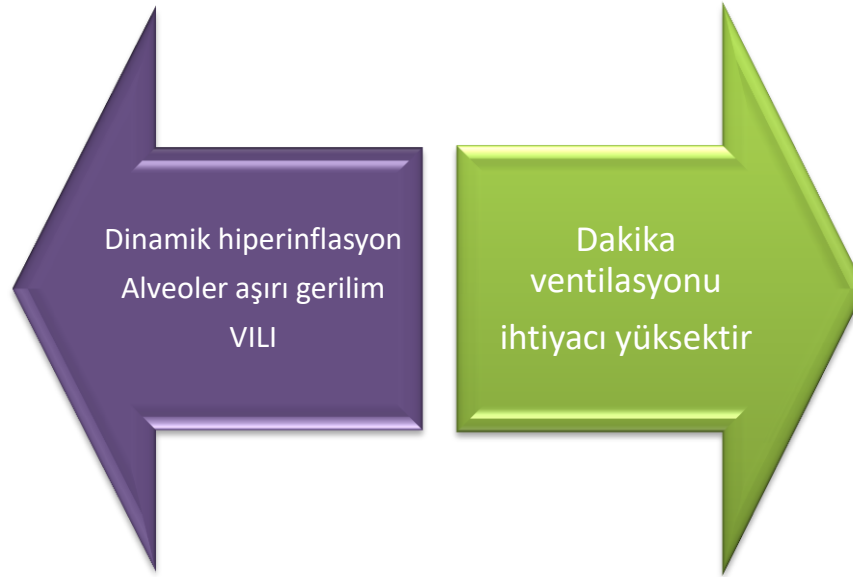 Dinamik hiperinflasyon
Alveoler aşırı gerilim
VILI
Dakika
ventilasyonu
ihtiyacı yüksektir